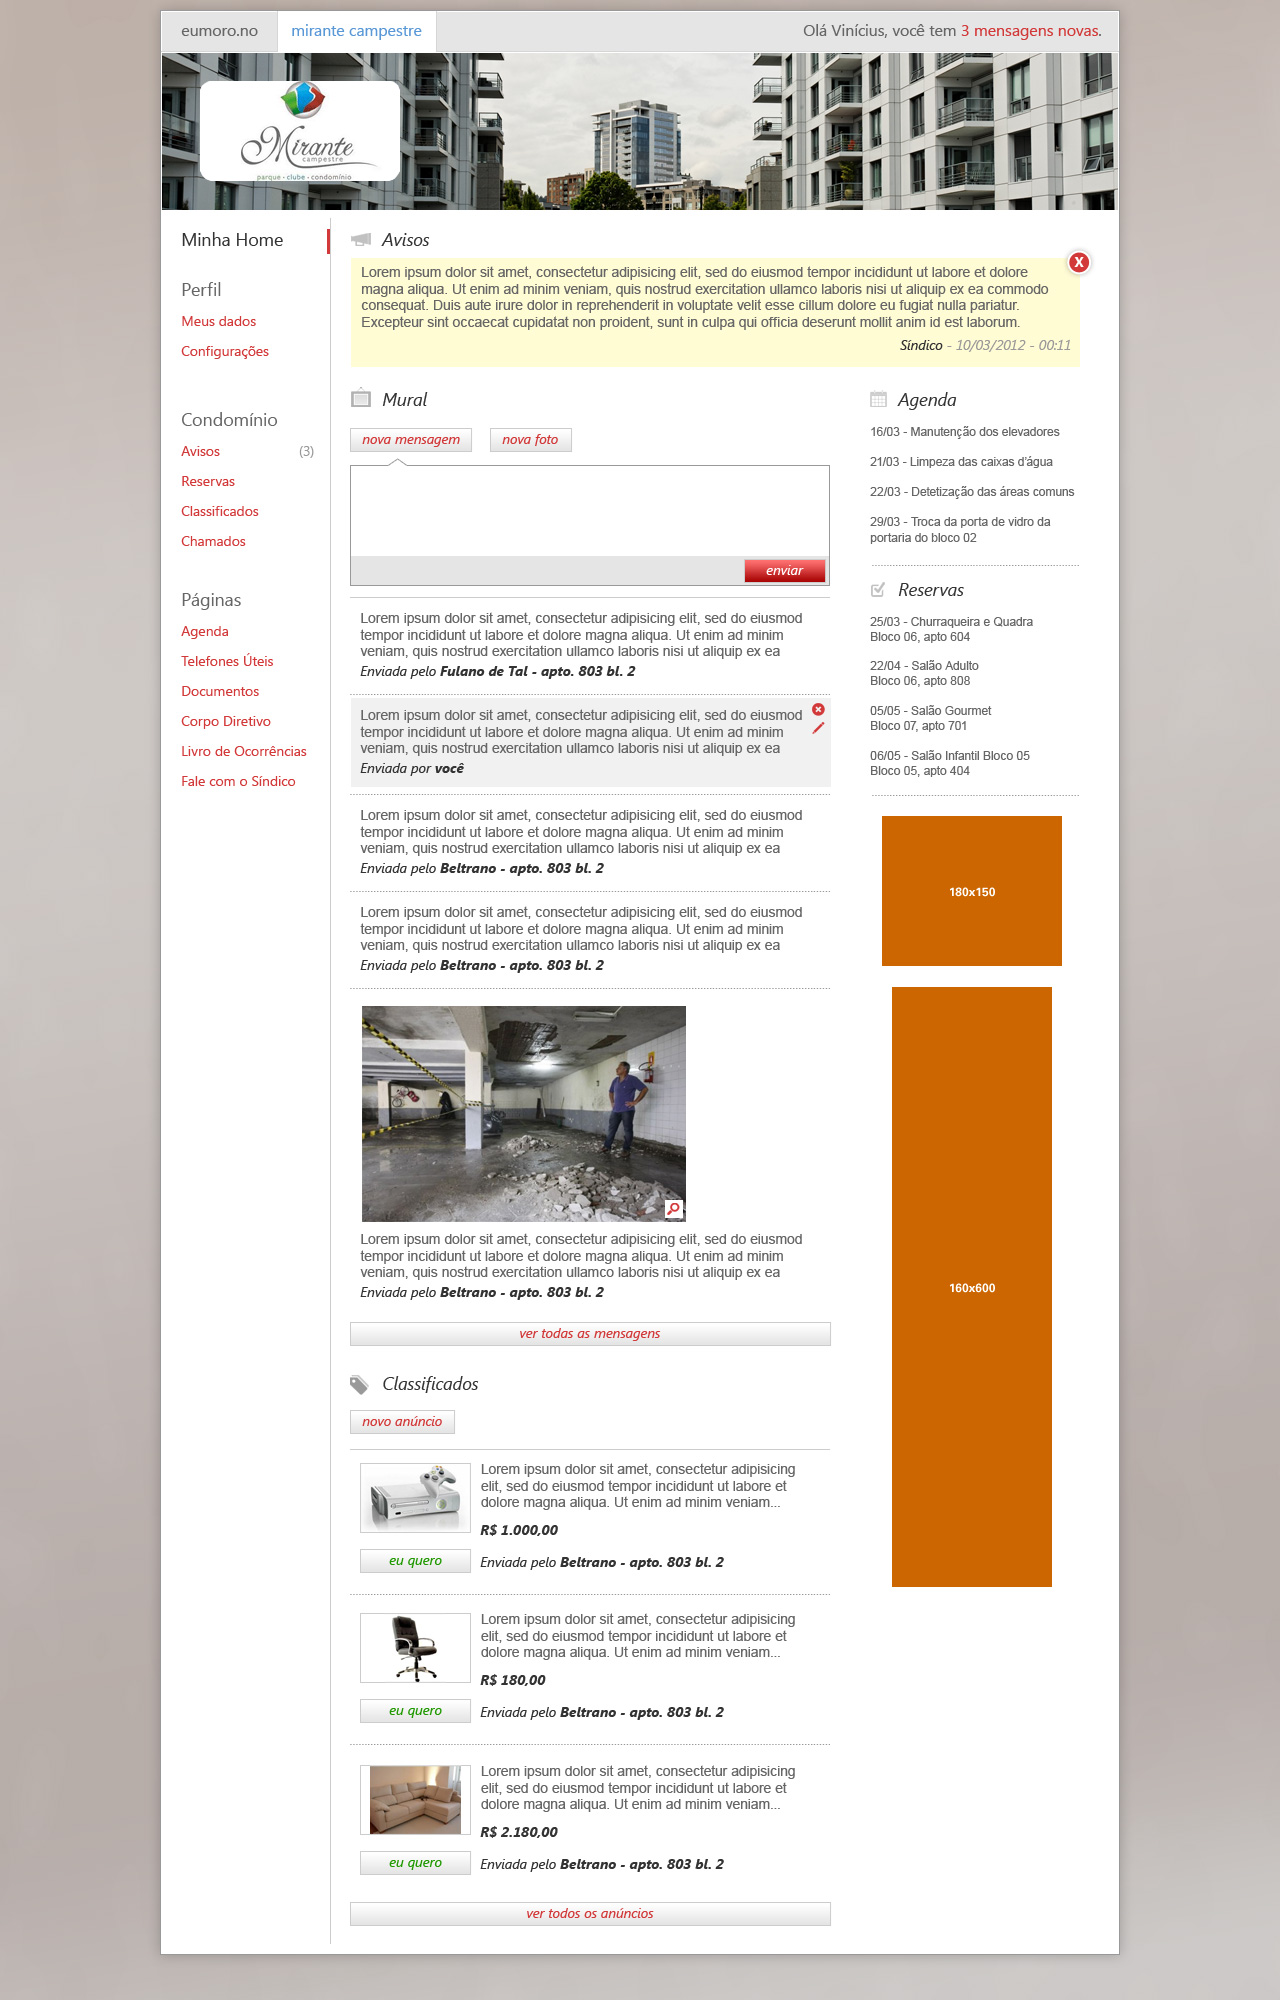 eumoro.no
mirante campestre
Olá Vinícius, você tem 3 mensagens novas.
Mirante
campestre
parque • clube • condomínio
Minha Home
Perfil
Meus dados
Configurações
Condomínio
Avisos (3)
Reservas
Classificados
Chamados
Páginas
Agenda
Telefones Úteis
Documentos
Corpo Diretivo
Livro de Ocorrências
Fale com o Síndico
Avisos
X
Lorem ipsum dolor sit amet, consectetur adipisicing elit, sed do eiusmod tempor incididunt ut labore et dolore
magna aliqua. Ut enim ad minim veniam, quis nostrud exercitation ullamco laboris nisi ut aliquip ex ea commodo
consequat. Duis aute irure dolor in reprehenderit in voluptate velit esse cillum dolore eu fugiat nulla pariatur.
Excepteur sint occaecat cupidatat non proident, sunt in culpa qui officia deserunt mollit anim id est laborum.
Síndico - 10/03/2012 - 00:11
Mural
nova mensagem
nova foto
enviar
Lorem ipsum dolor sit amet, consectetur adipisicing elit, sed do eiusmod
tempor incididunt ut labore et dolore magna aliqua. Ut enim ad minim
veniam, quis nostrud exercitation ullamco laboris nisi ut aliquip ex ea
Enviada pelo Fulano de Tal - apto. 803 bl. 2
Lorem ipsum dolor sit amet, consectetur adipisicing elit, sed do eiusmod
tempor incididunt ut labore et dolore magna aliqua. Ut enim ad minim
veniam, quis nostrud exercitation ullamco laboris nisi ut aliquip ex ea
Enviada por você
Lorem ipsum dolor sit amet, consectetur adipisicing elit, sed do eiusmod
tempor incididunt ut labore et dolore magna aliqua. Ut enim ad minim
veniam, quis nostrud exercitation ullamco laboris nisi ut aliquip ex ea
Enviada pelo Beltrano - apto. 803 bl. 2
Lorem ipsum dolor sit amet, consectetur adipisicing elit, sed do eiusmod
tempor incididunt ut labore et dolore magna aliqua. Ut enim ad minim
veniam, quis nostrud exercitation ullamco laboris nisi ut aliquip ex ea
Enviada pelo Beltrano - apto. 803 bl. 2
Lorem ipsum dolor sit amet, consectetur adipisicing elit, sed do eiusmod
tempor incididunt ut labore et dolore magna aliqua. Ut enim ad minim
veniam, quis nostrud exercitation ullamco laboris nisi ut aliquip ex ea
Enviada pelo Beltrano - apto. 803 bl. 2
ver todas as mensagens
Classificados
novo anúncio
Lorem ipsum dolor sit amet, consectetur adipisicing
elit, sed do eiusmod tempor incididunt ut labore et
dolore magna aliqua. Ut enim ad minim veniam...
R$ 1.000,00
eu quero
Enviada pelo Beltrano - apto. 803 bl. 2
Lorem ipsum dolor sit amet, consectetur adipisicing
elit, sed do eiusmod tempor incididunt ut labore et
dolore magna aliqua. Ut enim ad minim veniam...
R$ 180,00
eu quero
Enviada pelo Beltrano - apto. 803 bl. 2
Lorem ipsum dolor sit amet, consectetur adipisicing
elit, sed do eiusmod tempor incididunt ut labore et
dolore magna aliqua. Ut enim ad minim veniam...
R$ 2.180,00
eu quero
Enviada pelo Beltrano - apto. 803 bl. 2
ver todos os anúncios
Agenda
16/03 - Manutenção dos elevadores
21/03 - Limpeza das caixas d'água
22/03 - Detetização das áreas comuns
29/03 - Troca da porta de vidro da
portaria do bloco 02
Reservas
25/03 - Churraqueira e Quadra
Bloco 06, apto 604
22/04 - Salão Adulto
Bloco 06, apto 808
05/05 - Salão Gourmet
Bloco 07, apto 701
06/05 - Salão Infantil Bloco 05
Bloco 05, apto 404
180x150
160x600